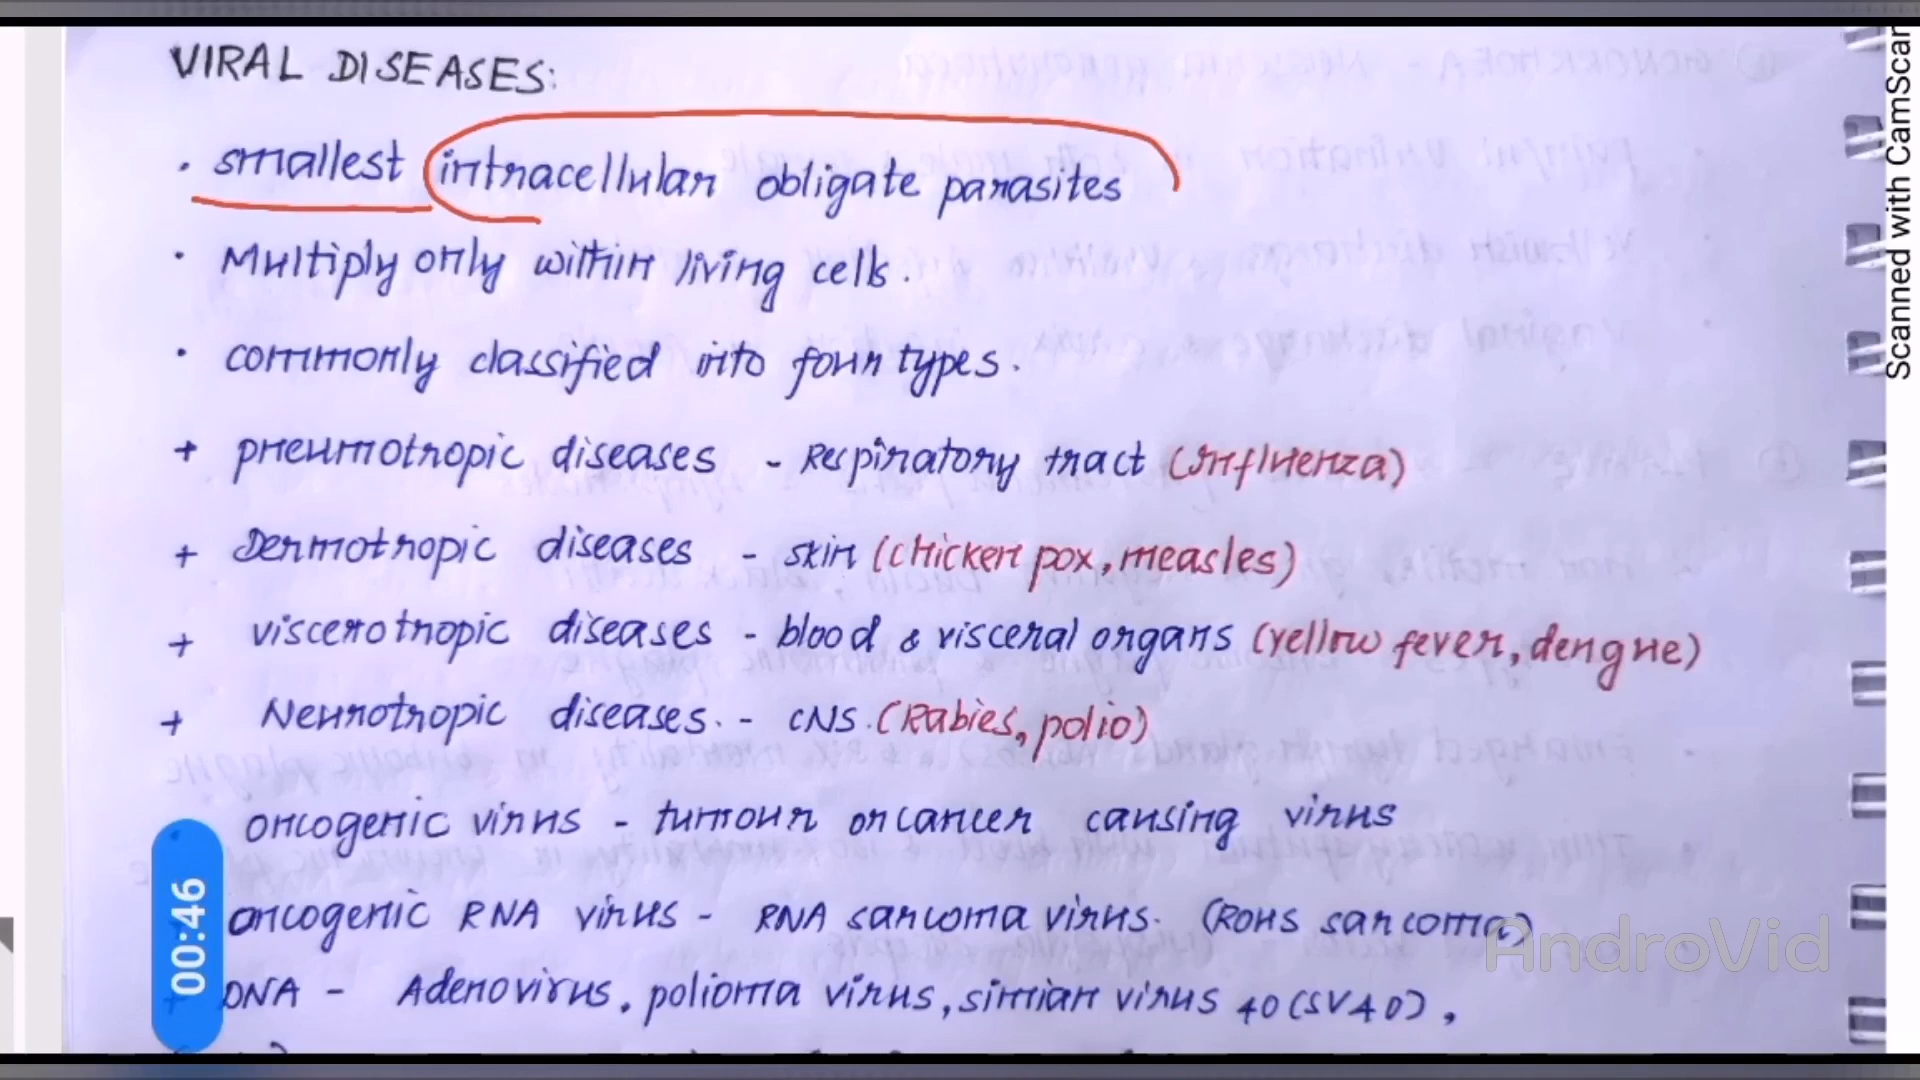 VIRAL DISEASES:
• smallest intracellular obligate parasites
• Multiply only within living cells.
• commonly classified into four types.
+ pneumotropic diseases - Respiratory tract (Influenza)
+ Dermotropic diseases - skin (chicken pox, measles)
+ viscerotropic diseases - blood & visceral organs (yellow fever, dengue)
+ Neurotropic diseases. - CNS. (Rabies, polio)
oncogenic virus - tumour or cancer causing virus
oncogenic RNA virus - RNA sarcoma virus. (Rous sarcoma)
+ DNA - Adenovirus, polioma virus, simian virus 40 (SV40),
00:46
AndroVid
Scanned with CamScan